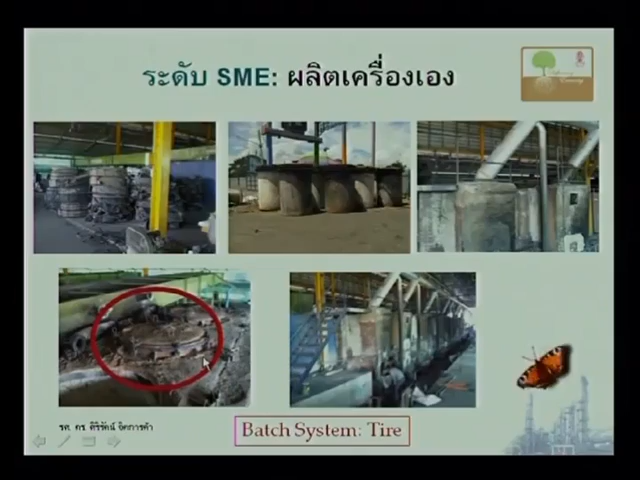 ระดับ SME: ผลิตเครื่องเอง
รศ. ดร. ศิริรัตน์ จิตการค้า
Batch System: Tire